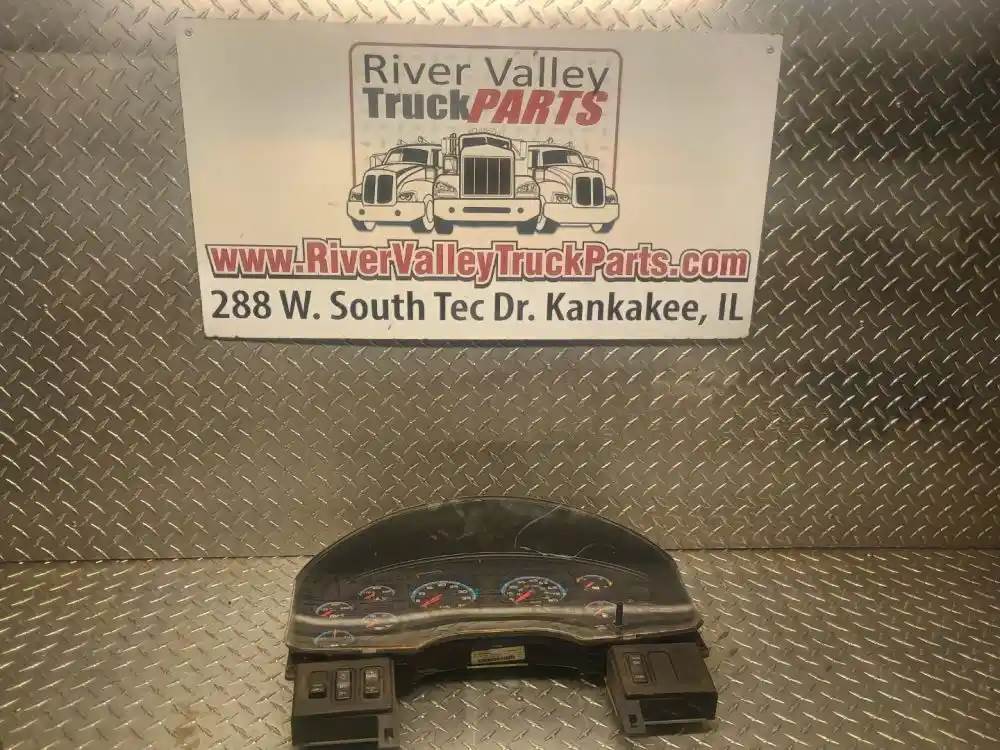 River Valley
TruckPARTS
www.RiverValleyTruckParts.com
288 W. South Tec Dr. Kankakee, IL